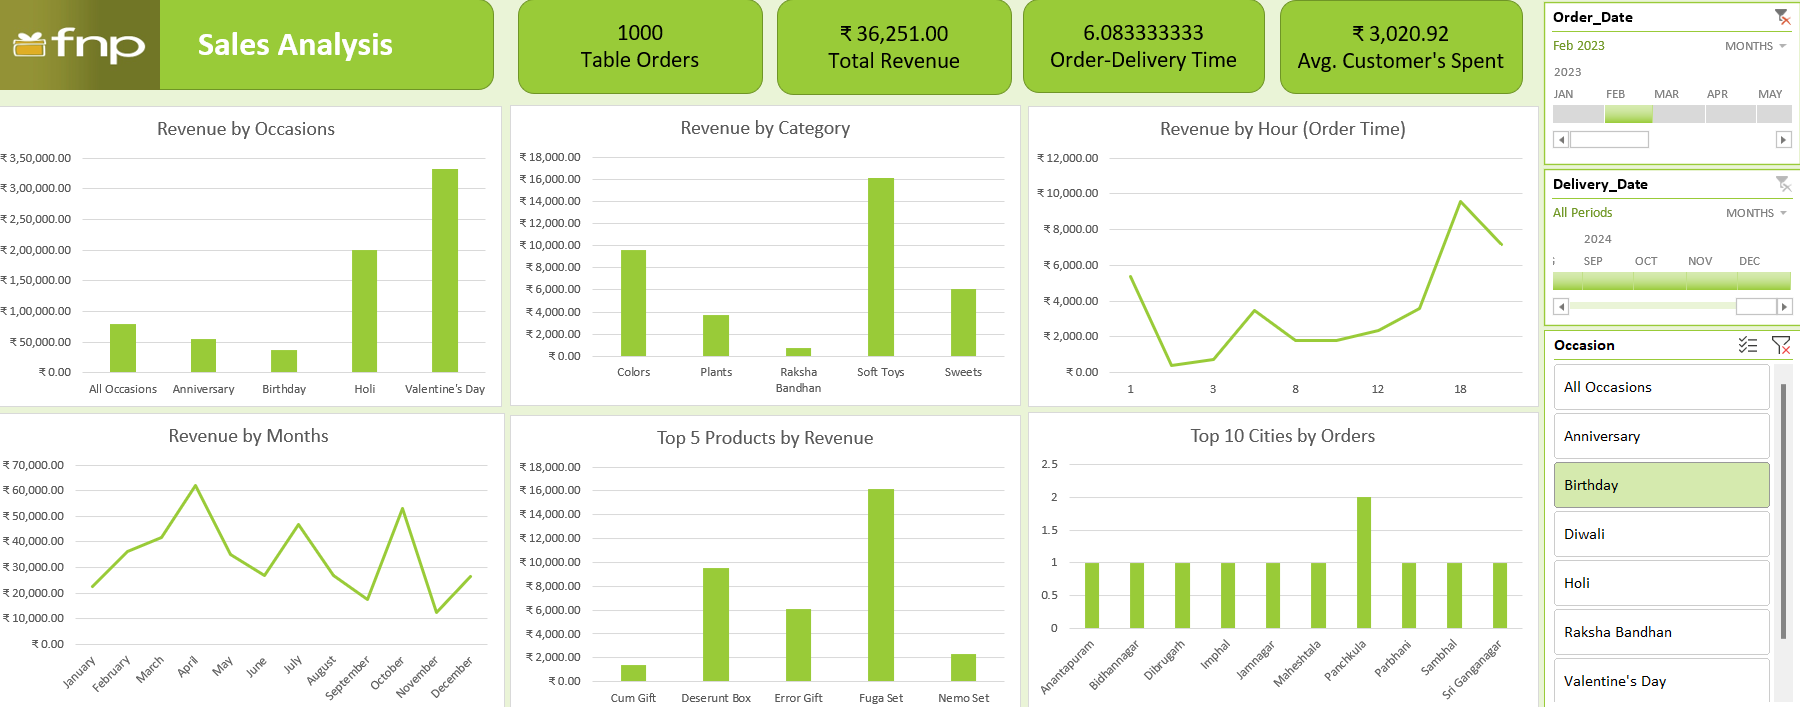 fnp
Sales Analysis
1000
Table Orders
₹ 36,251.00
Total Revenue
6.083333333
Order-Delivery Time
₹ 3,020.92
Avg. Customer's Spent
Order_Date
Feb 2023
MONTHS
2023
JAN FEB MAR APR MAY
Delivery_Date
All Periods
MONTHS
2024
SEP OCT NOV DEC
Occasion
All Occasions
Anniversary
Birthday
Diwali
Holi
Raksha Bandhan
Valentine's Day
Revenue by Occasions
₹ 3,50,000.00
₹ 3,00,000.00
₹ 2,50,000.00
₹ 2,00,000.00
₹ 1,50,000.00
₹ 1,00,000.00
₹ 50,000.00
₹ 0.00
All Occasions Anniversary Birthday Holi Valentine's Day
Revenue by Category
₹ 18,000.00
₹ 16,000.00
₹ 14,000.00
₹ 12,000.00
₹ 10,000.00
₹ 8,000.00
₹ 6,000.00
₹ 4,000.00
₹ 2,000.00
₹ 0.00
Colors Plants Raksha Bandhan Soft Toys Sweets
Revenue by Hour (Order Time)
₹ 12,000.00
₹ 10,000.00
₹ 8,000.00
₹ 6,000.00
₹ 4,000.00
₹ 2,000.00
₹ 0.00
1 3 8 12 18
Revenue by Months
₹ 70,000.00
₹ 60,000.00
₹ 50,000.00
₹ 40,000.00
₹ 30,000.00
₹ 20,000.00
₹ 10,000.00
₹ 0.00
January February March April May June July August September October November December
Top 5 Products by Revenue
₹ 18,000.00
₹ 16,000.00
₹ 14,000.00
₹ 12,000.00
₹ 10,000.00
₹ 8,000.00
₹ 6,000.00
₹ 4,000.00
₹ 2,000.00
₹ 0.00
Cum Gift Deserunt Box Error Gift Fuga Set Nemo Set
Top 10 Cities by Orders
2.5
2
1.5
1
0.5
0
Anantapuram Bidhannagar Dibrugarh Imphal Jamnagar Maheshtala Panchkula Parbhani Sambhal Sri Ganganagar